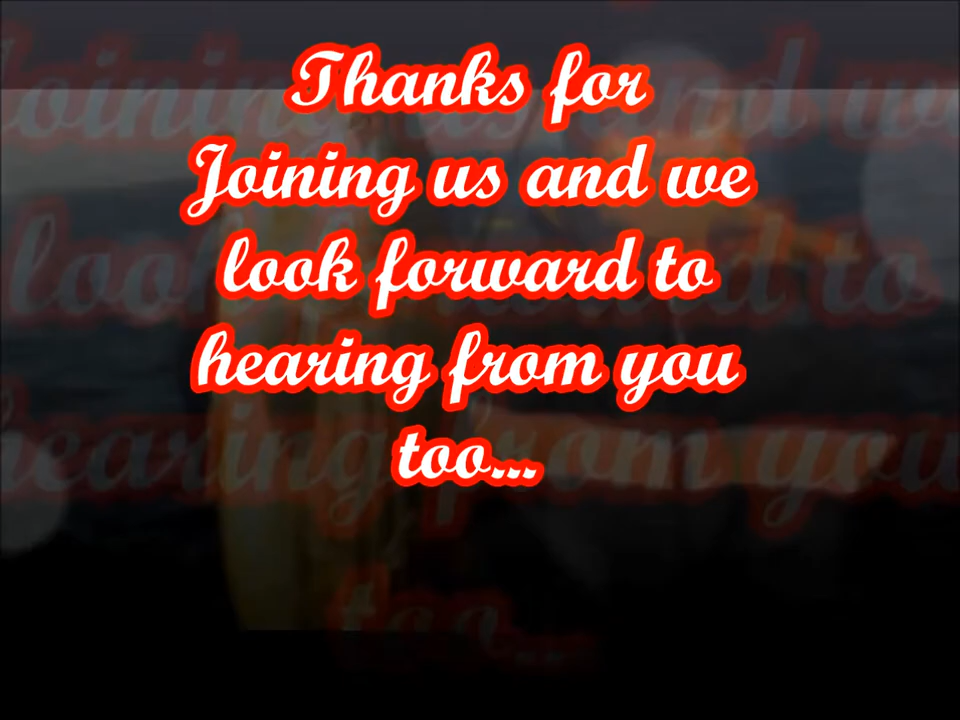 Thanks for
Joining us and we
look forward to
hearing from you
too...